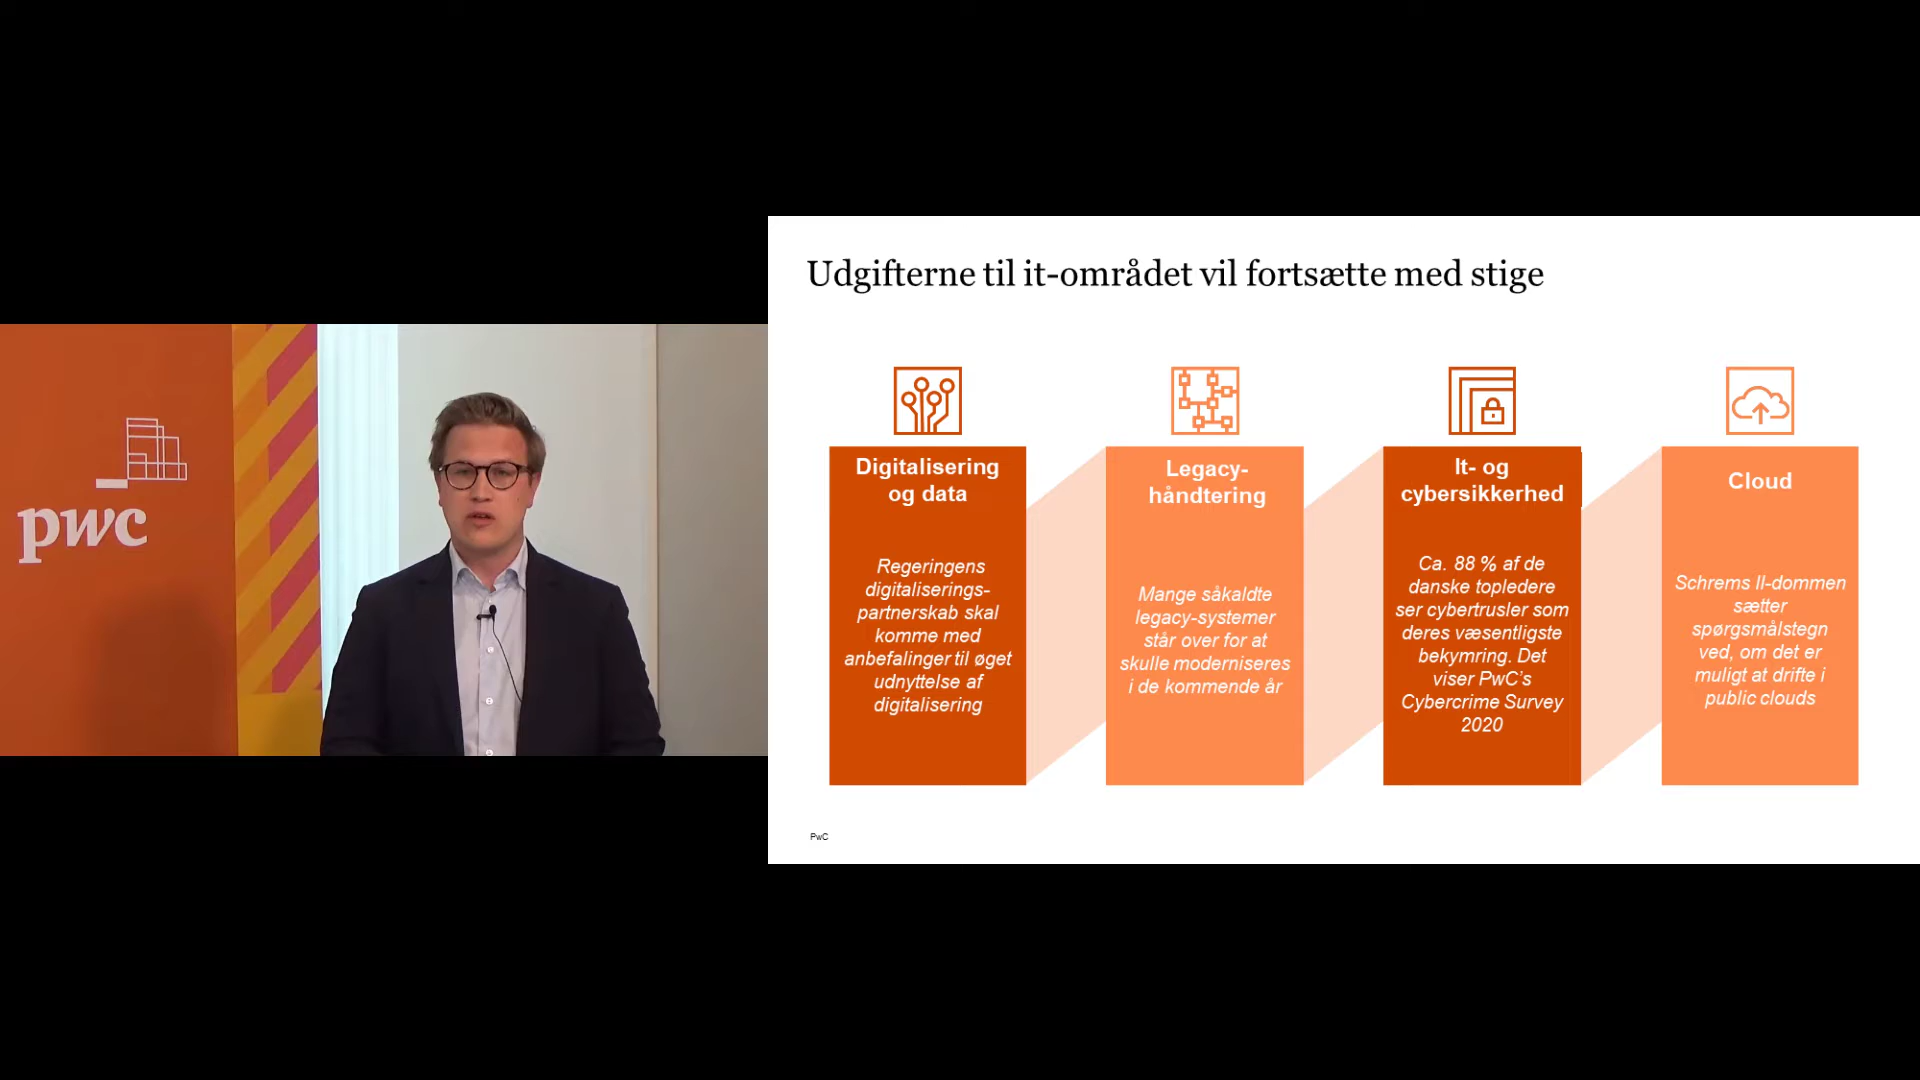 pwc
Udgifterne til it-området vil fortsætte med stige
Digitalisering
og data
Regeringens
digitaliserings-
partnerskab skal
komme med
anbefalinger til øget
udnyttelse af
digitalisering
Legacy-
håndtering
Mange såkaldte
legacy-systemer
står over for at
skulle moderniseres
i de kommende år
It- og
cybersikkerhed
Ca. 88 % af de
danske topledere
ser cybertrusler som
deres væsentligste
bekymring. Det
viser PwC's
Cybercrime Survey
2020
Cloud
Schrems II-dommen
sætter
spørgsmålstegn
ved, om det er
muligt at drifte i
public clouds
PwC